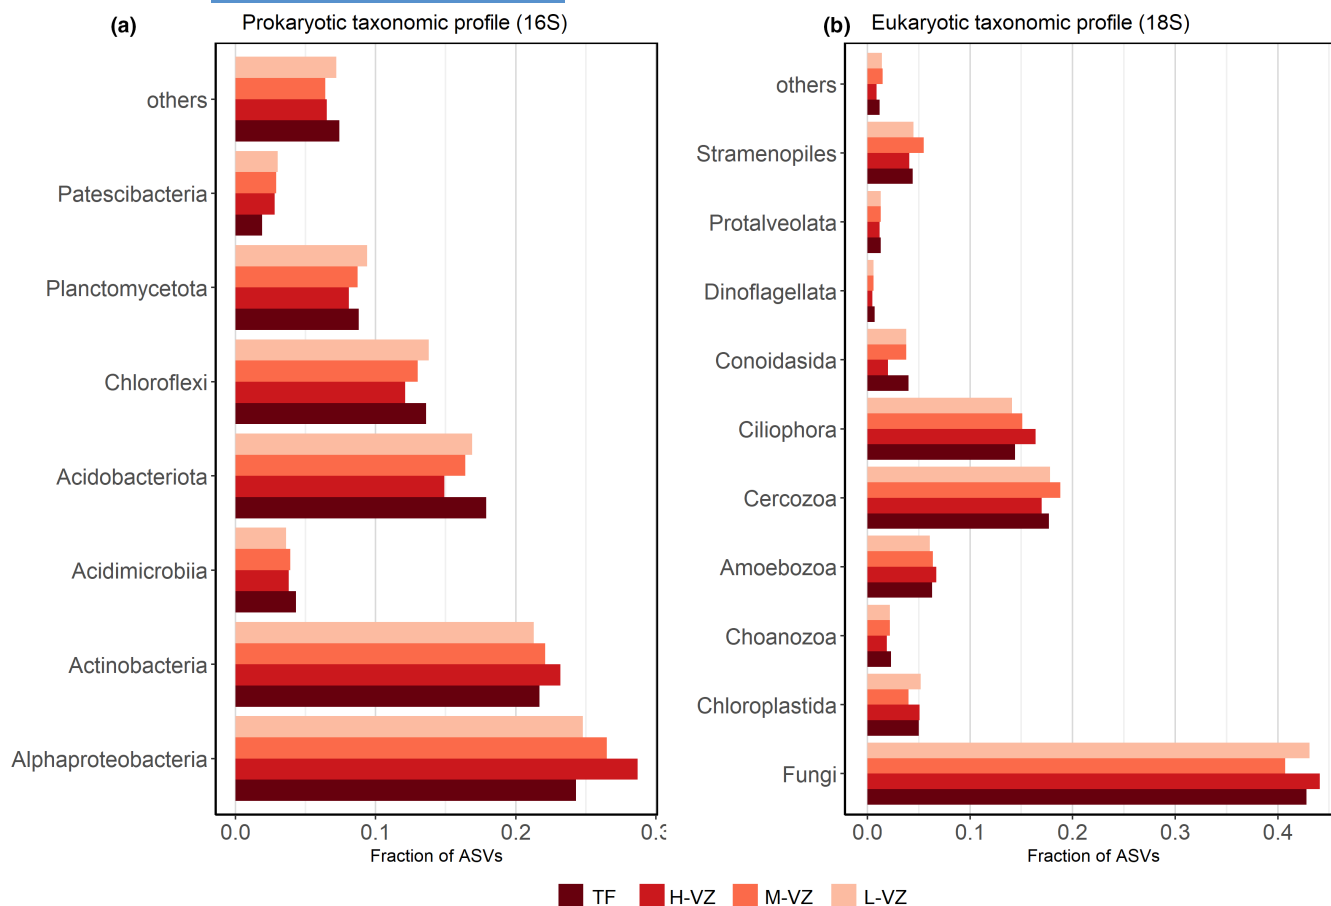 (a) Prokaryotic taxonomic profile (16S)
others
Patescibacteria
Planctomycetota
Chloroflexi
Acidobacteriota
Acidimicrobiia
Actinobacteria
Alphaproteobacteria
0.0 0.1 0.2
Fraction of ASVs
(b) Eukaryotic taxonomic profile (18S)
others
Stramenopiles
Protalveolata
Dinoflagellata
Conoidasida
Ciliophora
Cercozoa
Amoebozoa
Choanozoa
Chloroplastida
Fungi
0.0 0.1 0.2 0.3 0.4
Fraction of ASVs
TF H-VZ M-VZ L-VZ